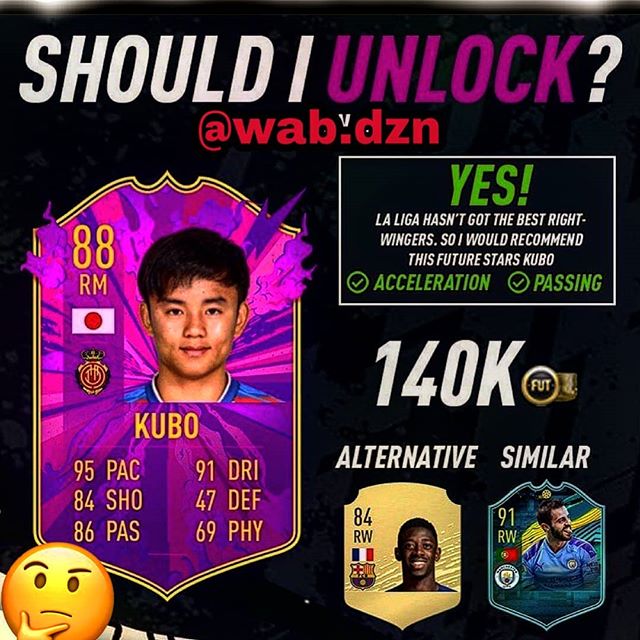 SHOULD I UNLOCK?
@wab!dzn
YES!
LA LIGA HASN'T GOT THE BEST RIGHT-
WINGERS. SO I WOULD RECOMMEND
THIS FUTURE STARS KUBO
ACCELERATION PASSING
88
RM
KUBO
95 PAC 91 DRI
84 SHO 47 DEF
86 PAS 69 PHY
140K FUT
ALTERNATIVE SIMILAR
84
RW
91
RW